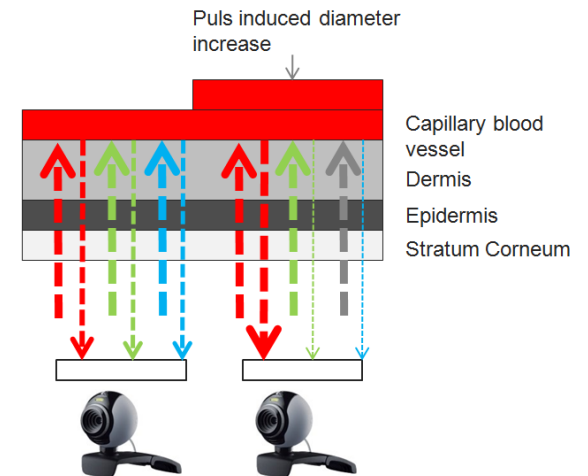 Puls induced diameter
increase
Capillary blood
vessel
Dermis
Epidermis
Stratum Corneum